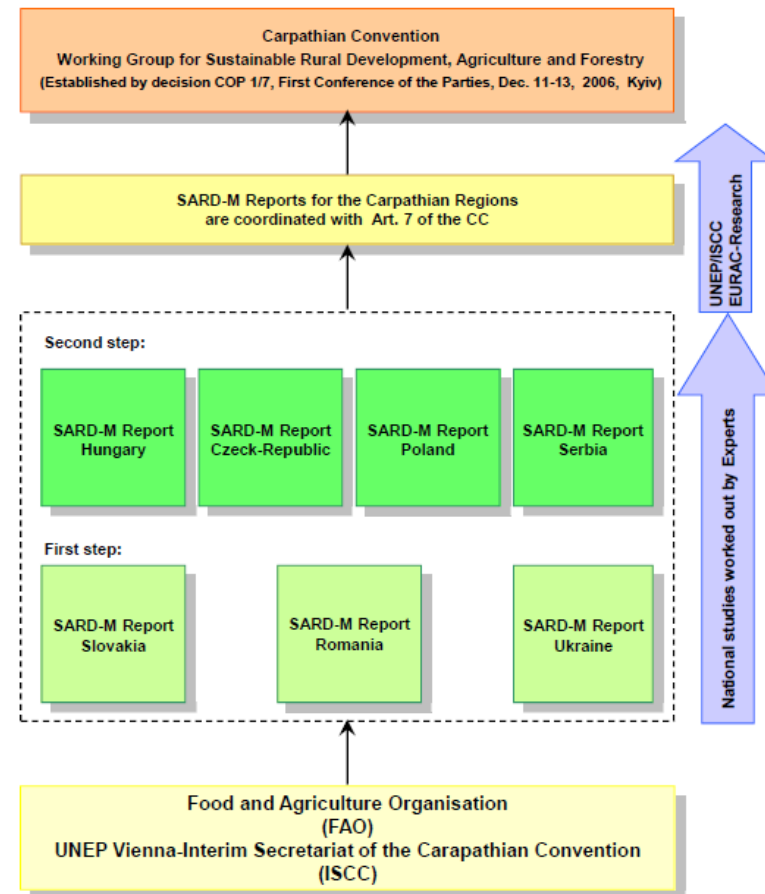 Carpathian Convention
Working Group for Sustainable Rural Development, Agriculture and Forestry
(Established by decision COP 1/7, First Conference of the Parties, Dec. 11-13, 2006, Kyiv)
SARD-M Reports for the Carpathian Regions
are coordinated with Art. 7 of the CC
UNEP/ISCC
EURAC-Research
Second step:
SARD-M Report
Hungary
SARD-M Report
Czeck-Republic
SARD-M Report
Poland
SARD-M Report
Serbia
First step:
SARD-M Report
Slovakia
SARD-M Report
Romania
SARD-M Report
Ukraine
National studies worked out by Experts
Food and Agriculture Organisation
(FAO)
UNEP Vienna-Interim Secretariat of the Carapathian Convention
(ISCC)